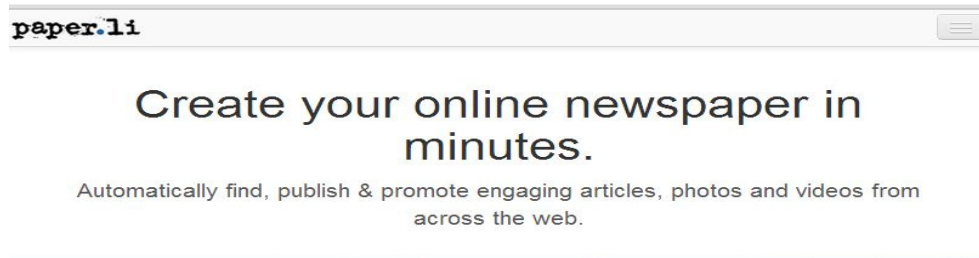 paper.li
Create your online newspaper in
minutes.
Automatically find, publish & promote engaging articles, photos and videos from
across the web.